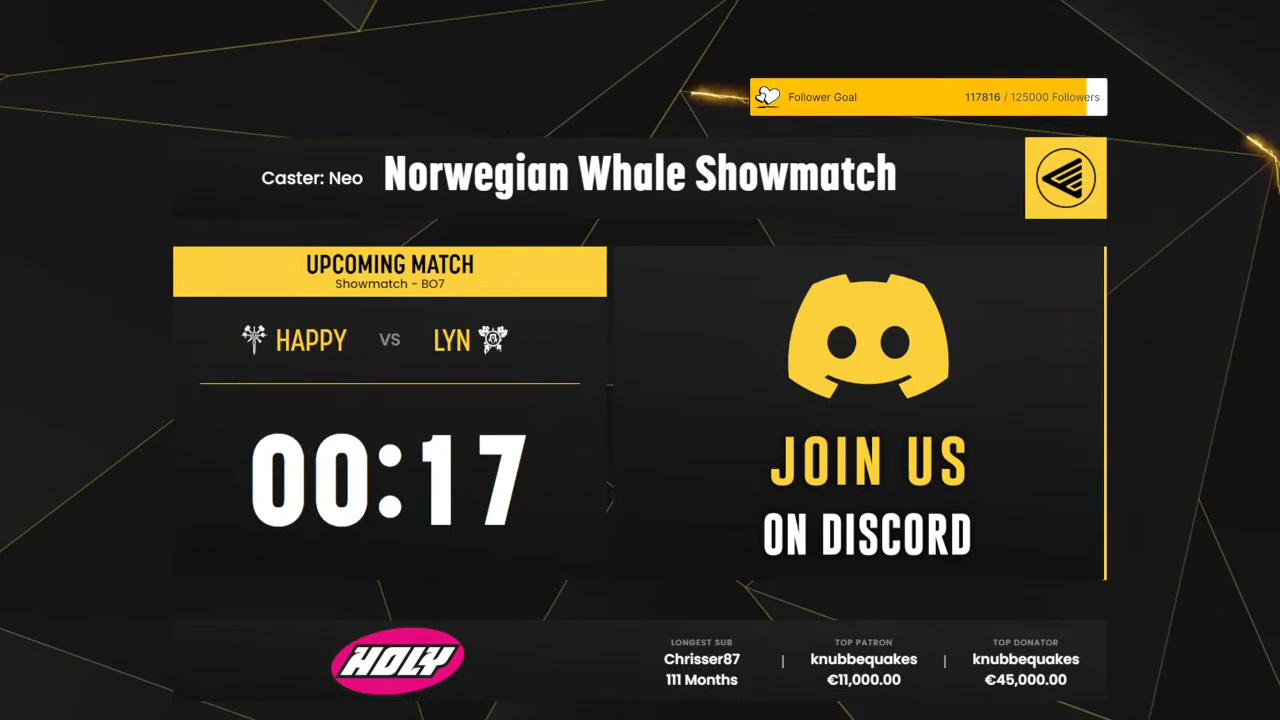 Follower Goal 117816 / 125000 Followers
Caster: Neo Norwegian Whale Showmatch
UPCOMING MATCH
Showmatch - BO7
HAPPY VS LYN
00:17
JOIN US
ON DISCORD
HOLY
LONGEST SUB
Chrisser87
111 Months
|
TOP PATRON
knubbequakes
€11,000.00
|
TOP DONATOR
knubbequakes
€45,000.00